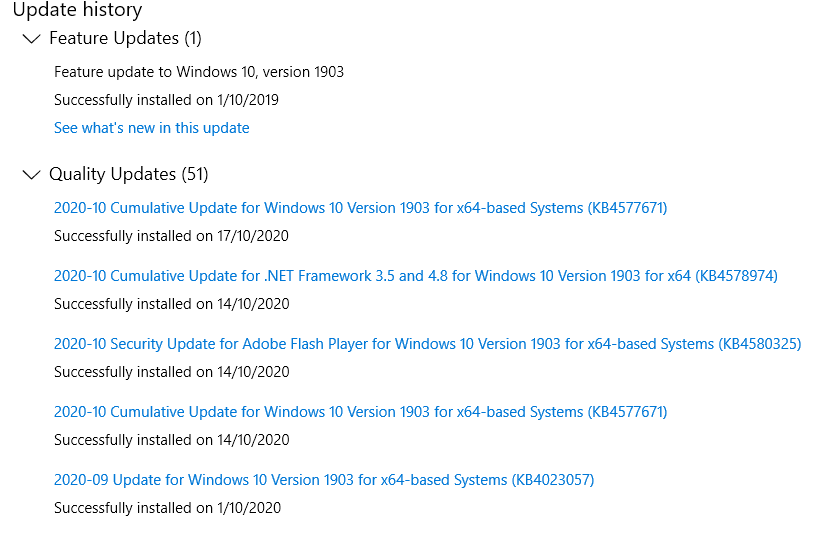 Update history
Feature Updates (1)
Feature update to Windows 10, version 1903
Successfully installed on 1/10/2019
See what's new in this update
Quality Updates (51)
2020-10 Cumulative Update for Windows 10 Version 1903 for x64-based Systems (KB4577671)
Successfully installed on 17/10/2020
2020-10 Cumulative Update for .NET Framework 3.5 and 4.8 for Windows 10 Version 1903 for x64 (KB4578974)
Successfully installed on 14/10/2020
2020-10 Security Update for Adobe Flash Player for Windows 10 Version 1903 for x64-based Systems (KB4580325)
Successfully installed on 14/10/2020
2020-10 Cumulative Update for Windows 10 Version 1903 for x64-based Systems (KB4577671)
Successfully installed on 14/10/2020
2020-09 Update for Windows 10 Version 1903 for x64-based Systems (KB4023057)
Successfully installed on 1/10/2020